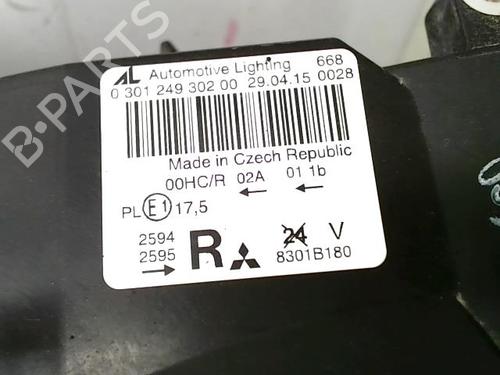 AL Automotive Lighting 668
0 301 249 302 00 29.04.15 0028
Made in Czech Republic
00HC/R 02A 01 1b
PL E1 17,5
2594
2595
R
24 V
8301B180
B-PARTS